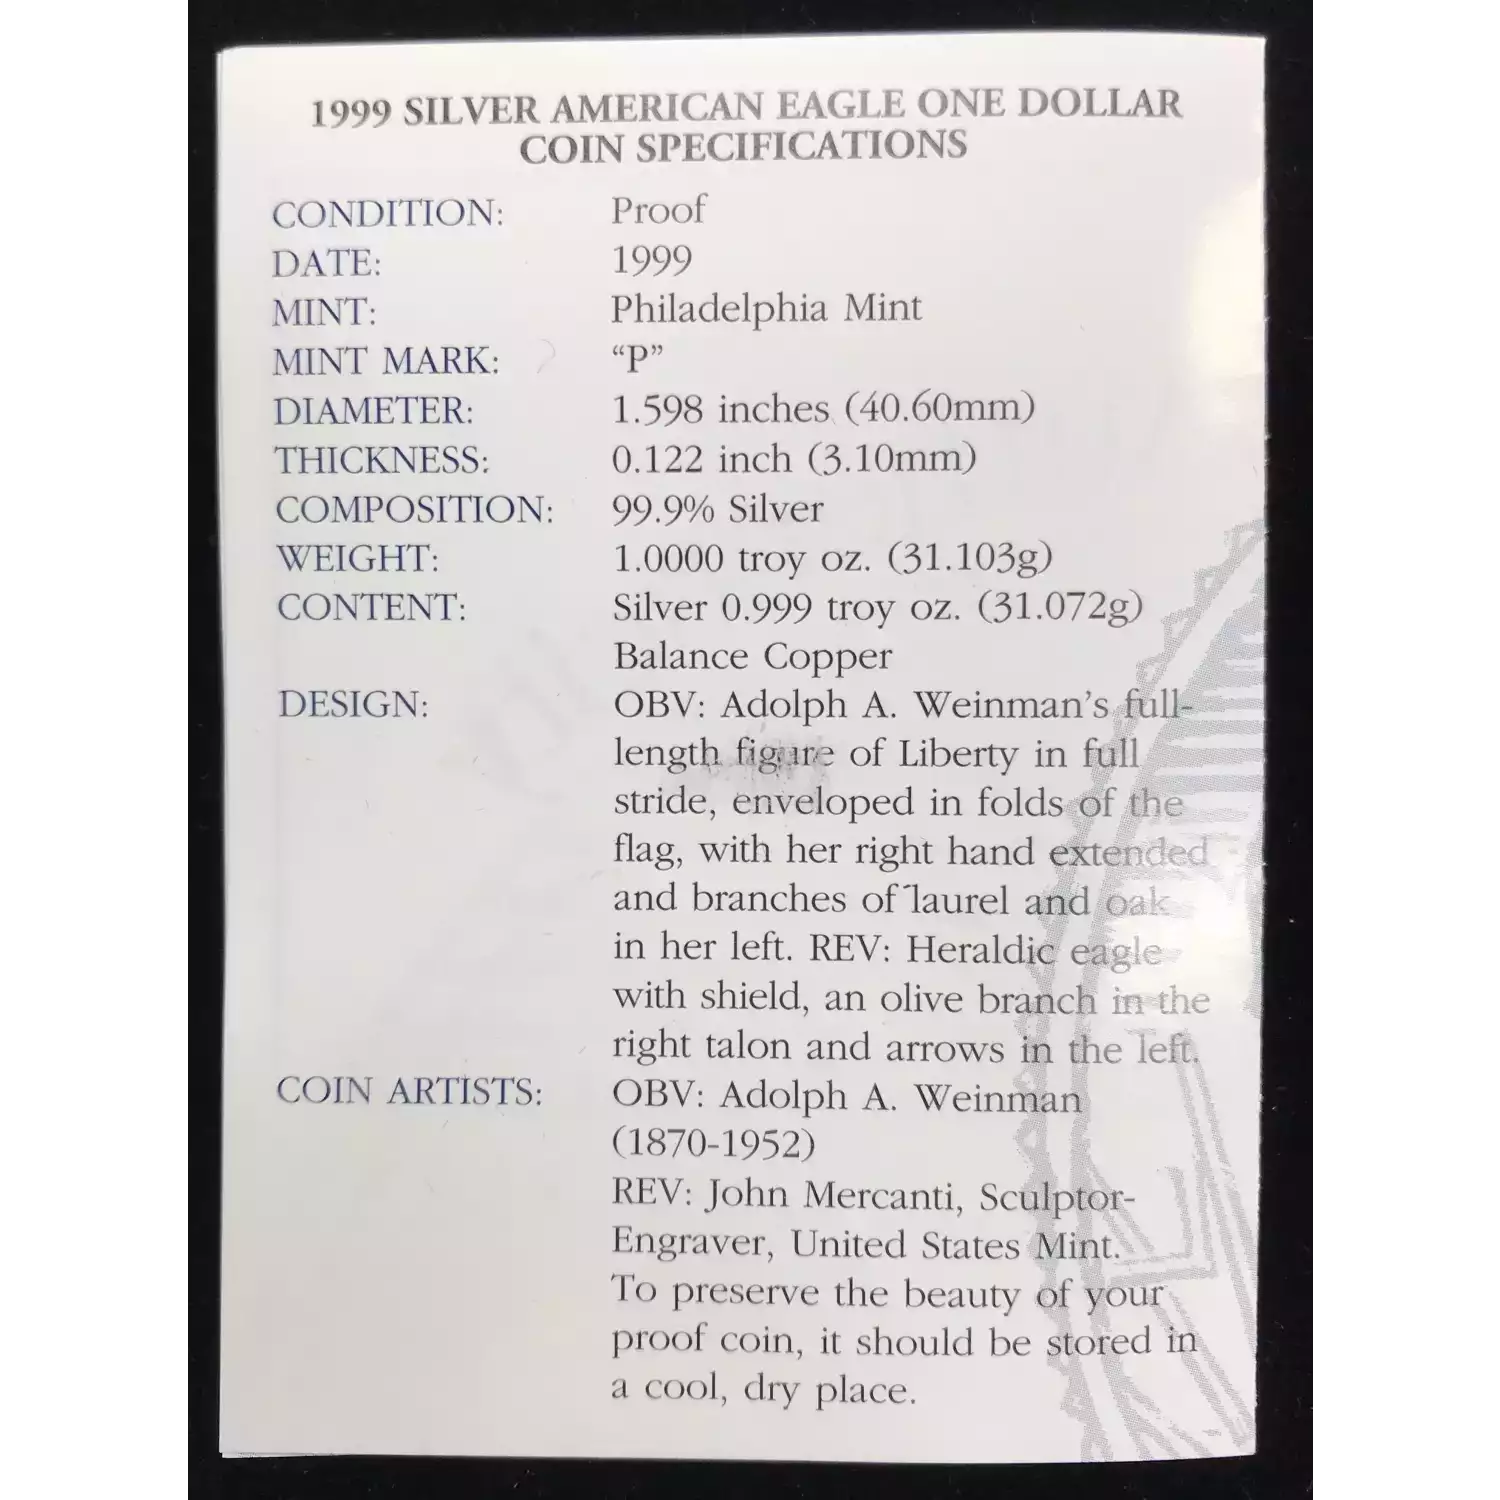 1999 SILVER AMERICAN EAGLE ONE DOLLAR
COIN SPECIFICATIONS
CONDITION: Proof
DATE: 1999
MINT: Philadelphia Mint
MINT MARK: “P”
DIAMETER: 1.598 inches (40.60mm)
THICKNESS: 0.122 inch (3.10mm)
COMPOSITION: 99.9% Silver
WEIGHT: 1.0000 troy oz. (31.103g)
CONTENT: Silver 0.999 troy oz. (31.072g)
Balance Copper
DESIGN: OBV: Adolph A. Weinman’s full-
length figure of Liberty in full
stride, enveloped in folds of the
flag, with her right hand extended
and branches of laurel and oak
in her left. REV: Heraldic eagle
with shield, an olive branch in the
right talon and arrows in the left.
COIN ARTISTS: OBV: Adolph A. Weinman
(1870-1952)
REV: John Mercanti, Sculptor-
Engraver, United States Mint.
To preserve the beauty of your
proof coin, it should be stored in
a cool, dry place.